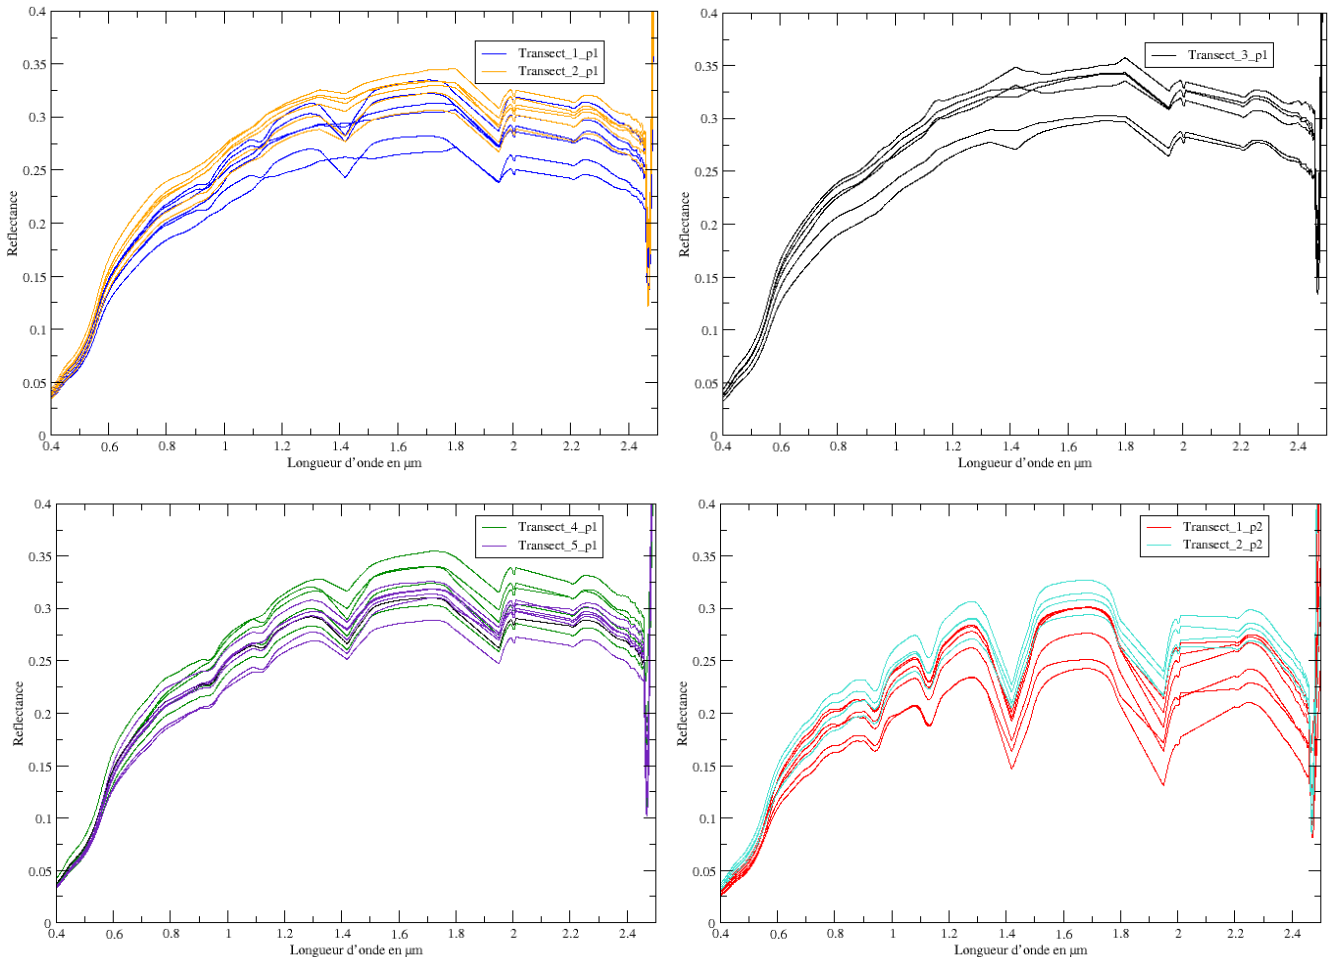 0.4
0.35
0.3
0.25
0.2
0.15
0.1
0.05
0
Reflectance
Transect_1_p1
Transect_2_p1
0.4 0.6 0.8 1 1.2 1.4 1.6 1.8 2 2.2 2.4
Longueur d'onde en µm
0.4
0.35
0.3
0.25
0.2
0.15
0.1
0.05
0
Reflectance
Transect_3_p1
0.4 0.6 0.8 1 1.2 1.4 1.6 1.8 2 2.2 2.4
Longueur d'onde en µm
0.4
0.35
0.3
0.25
0.2
0.15
0.1
0.05
0
Reflectance
Transect_4_p1
Transect_5_p1
0.4 0.6 0.8 1 1.2 1.4 1.6 1.8 2 2.2 2.4
Longueur d'onde en µm
0.4
0.35
0.3
0.25
0.2
0.15
0.1
0.05
0
Reflectance
Transect_1_p2
Transect_2_p2
0.4 0.6 0.8 1 1.2 1.4 1.6 1.8 2 2.2 2.4
Longueur d'onde en µm